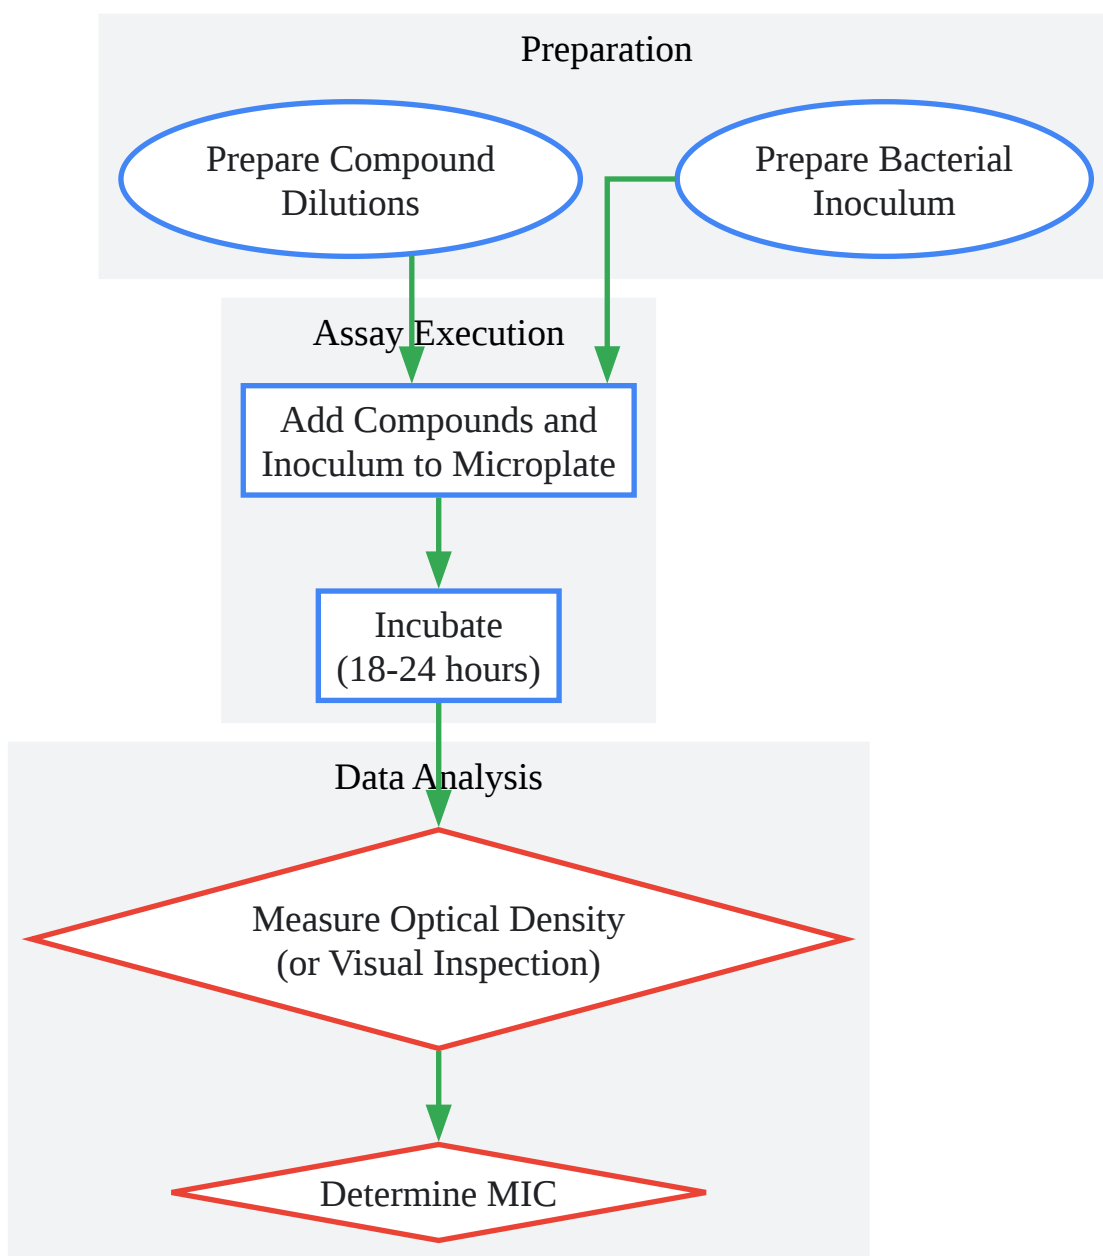 Preparation
Prepare Compound
Dilutions
Prepare Bacterial
Inoculum
Assay Execution
Add Compounds and
Inoculum to Microplate
Incubate
(18-24 hours)
Data Analysis
Measure Optical Density
(or Visual Inspection)
Determine MIC